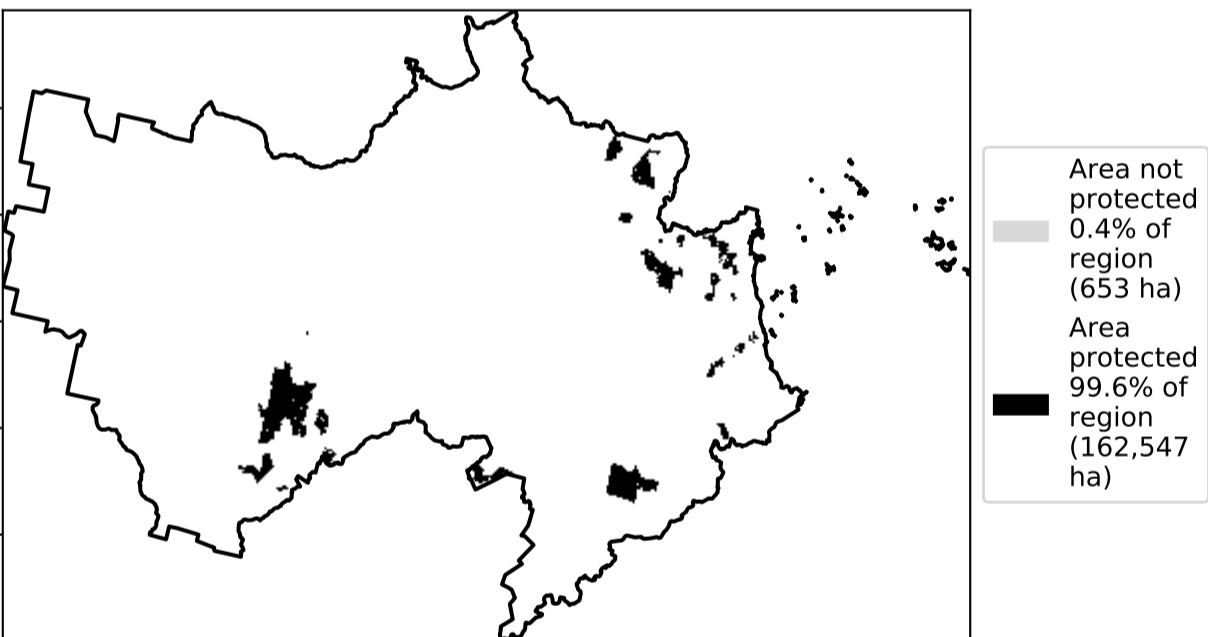 Area not
protected
0.4% of
region
(653 ha)
Area
protected
99.6% of
region
(162,547
ha)